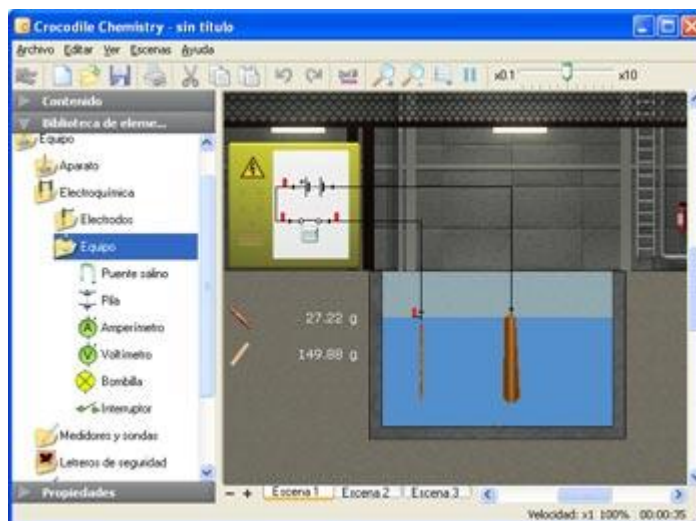 Crocodile Chemistry - sin título
Archivo Editar Ver Escenas Ayuda
x0.1 x10
Contenido
Biblioteca de eleme...
Equipo
Aparato
Electroquímica
Electrodos
Equipo
Puente salino
Pila
A Amperímetro
V Voltímetro
Bombilla
Interruptor
Medidores y sondas
Letreros de seguridad
Propiedades
27.22 g
149.88 g
Escena 1 Escena 2 Escena 3
Velocidad: x1 100% 00:00:35